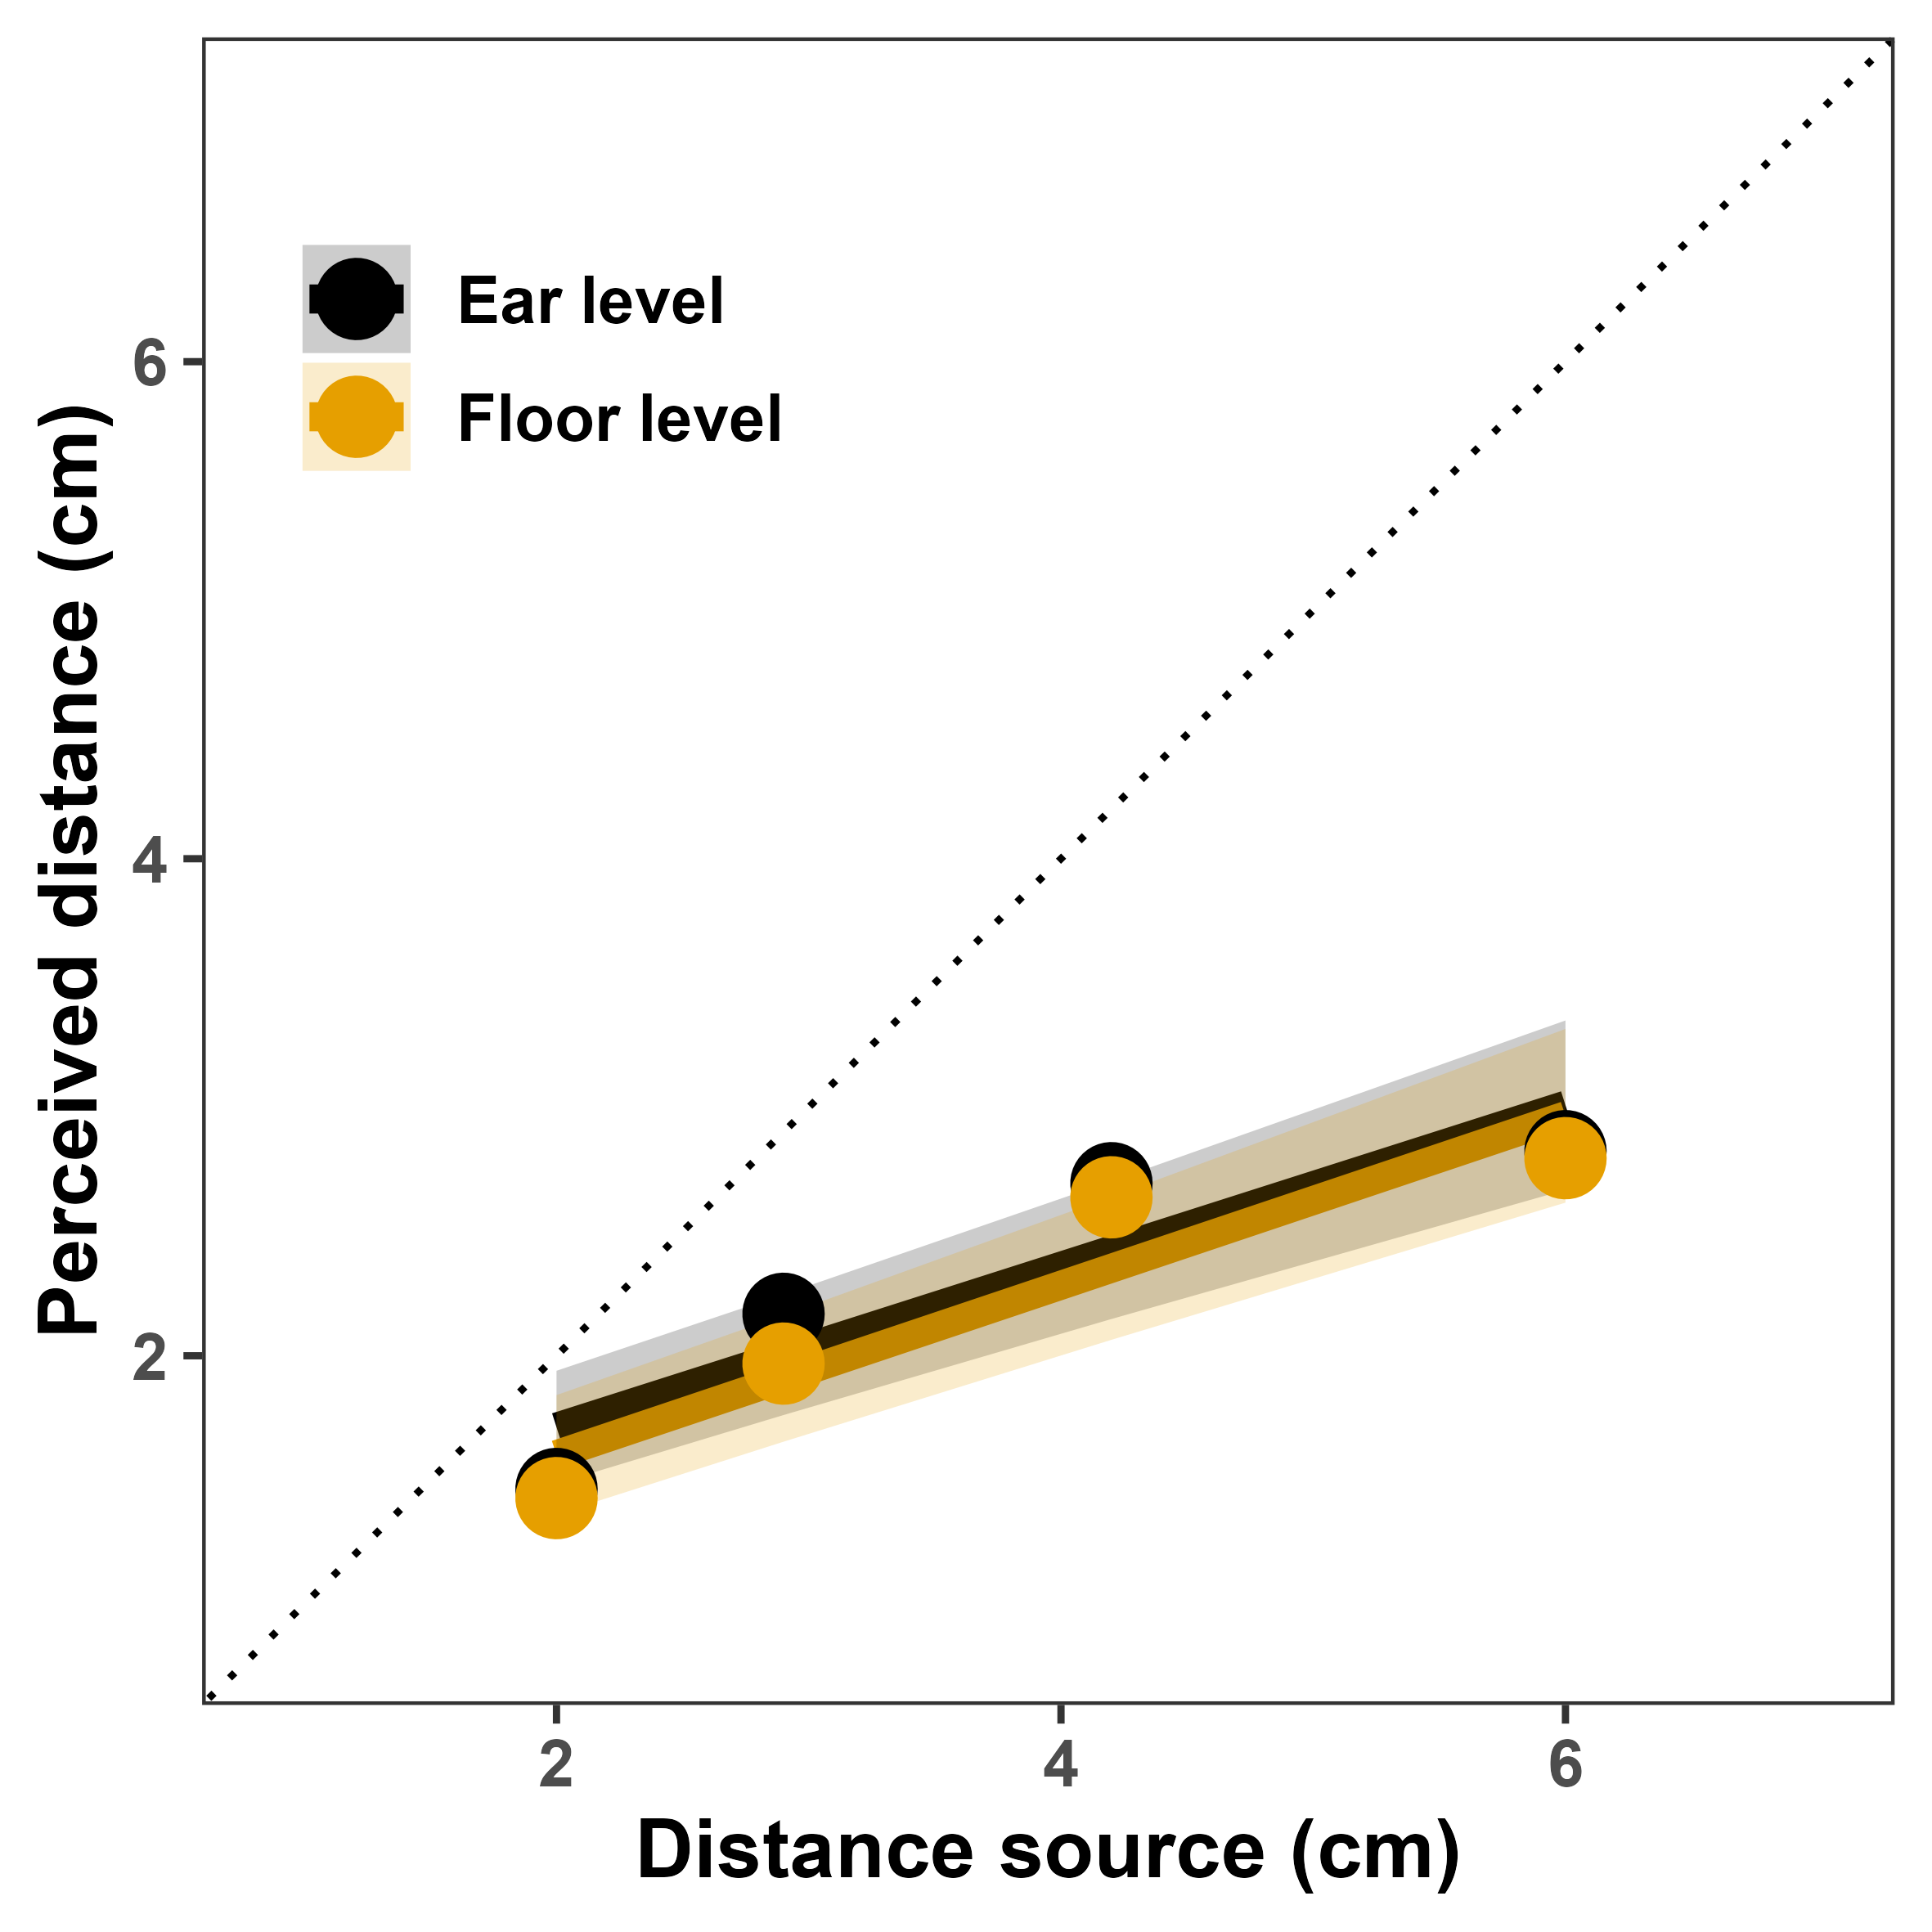 Ear level
Floor level
Perceived distance (cm)
6
4
2
2 4 6
Distance source (cm)